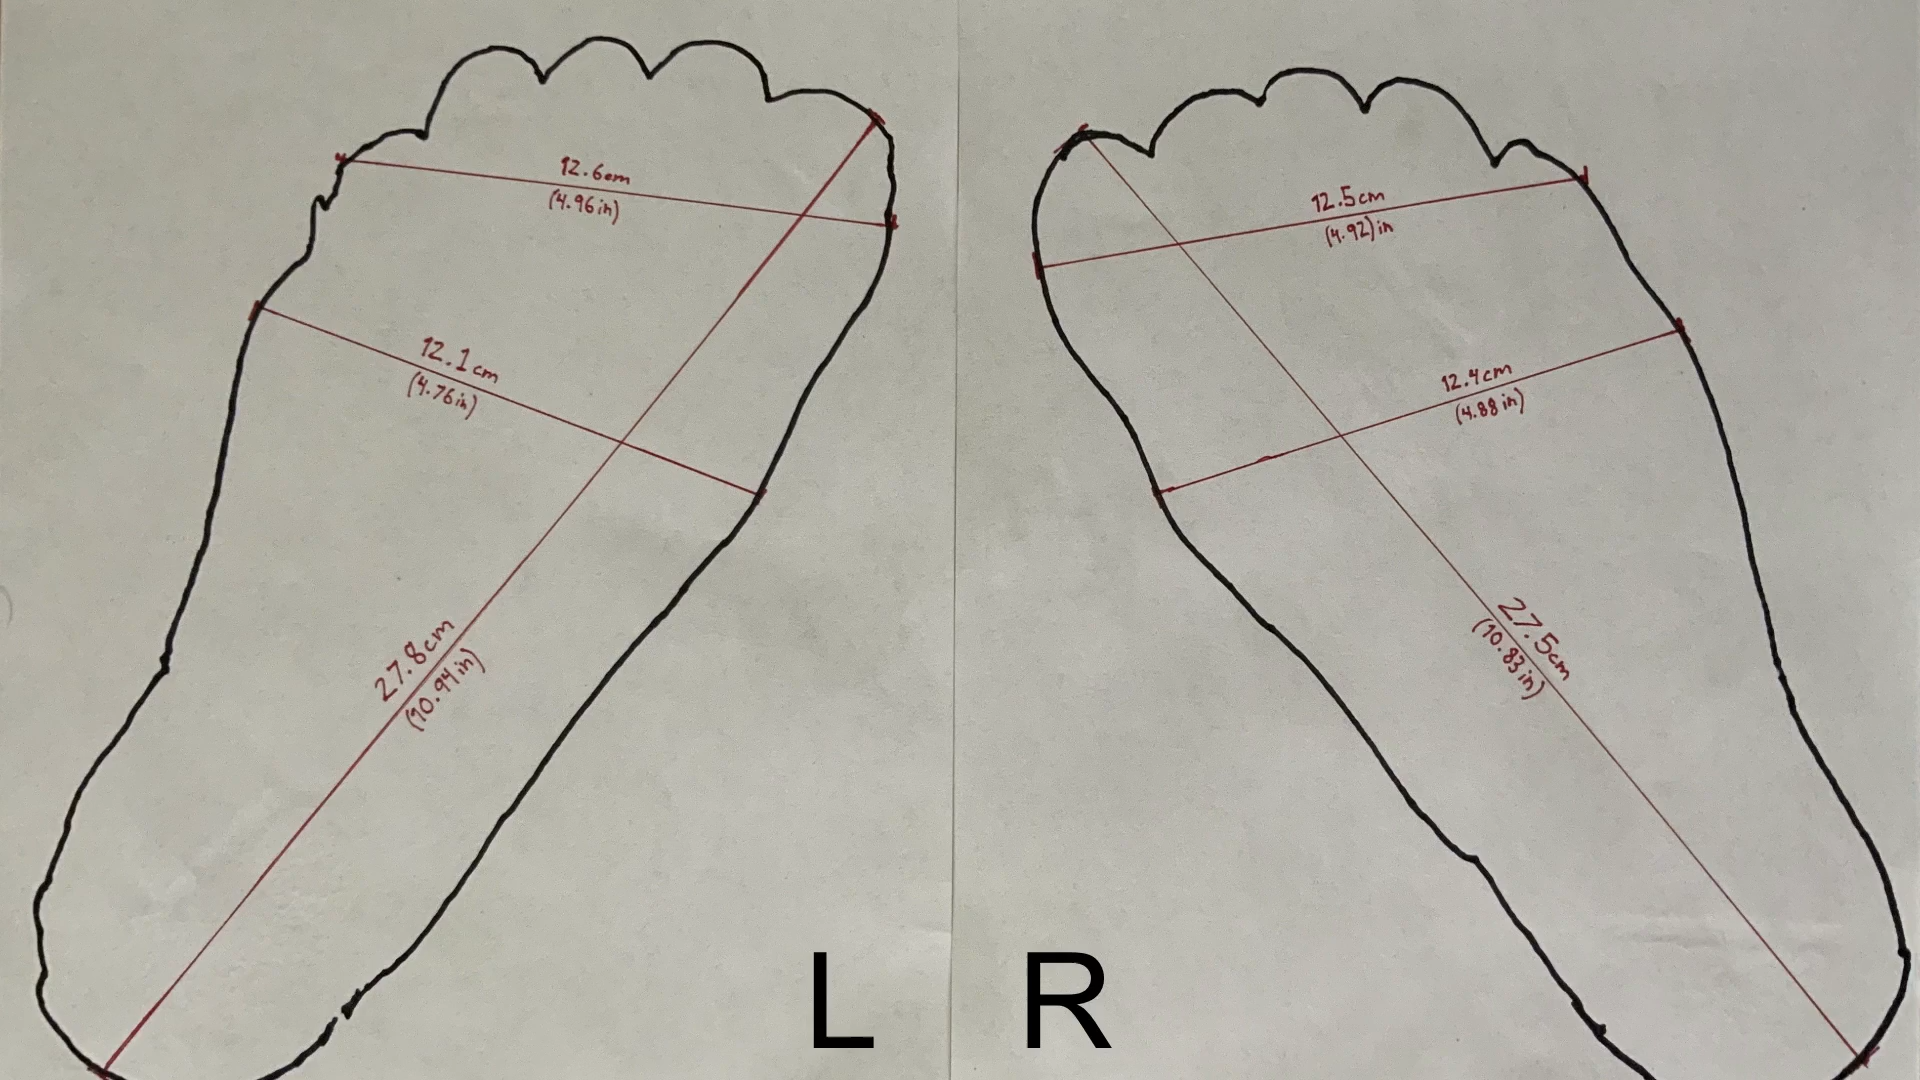 12.6cm
(4.96in)
12.1cm
(4.76in)
27.8cm
(10.94in)
L
12.5cm
(4.92)in
12.4cm
(4.88in)
27.5cm
(10.83in)
R